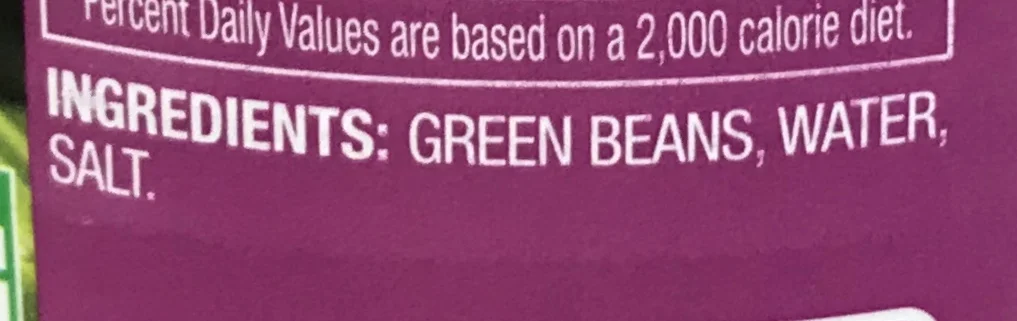 Percent Daily Values are based on a 2,000 calorie diet.
INGREDIENTS: GREEN BEANS, WATER,
SALT.